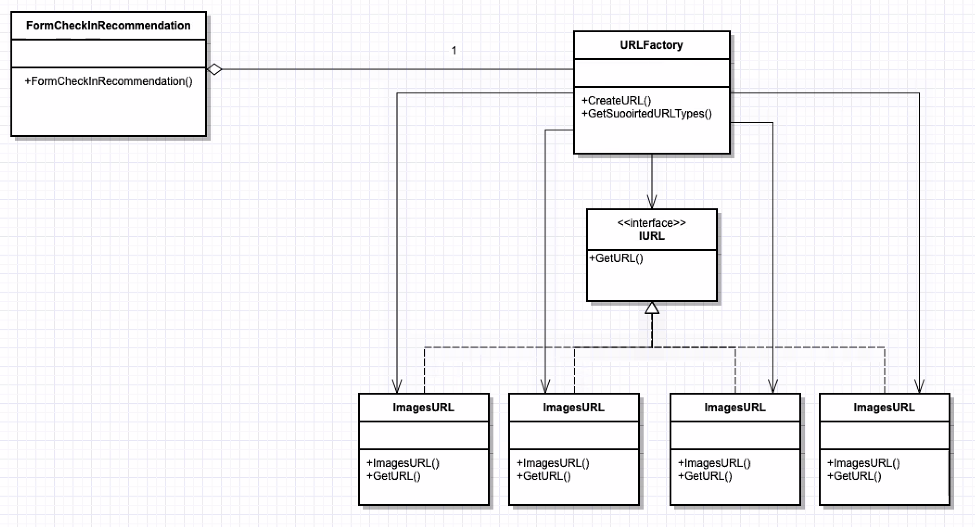 FormCheckInRecommendation
+FormCheckInRecommendation()
1
URLFactory
+CreateURL()
+GetSuoirtedURLTypes()
<<interface>>
IURL
+GetURL()
ImagesURL
+ImagesURL()
+GetURL()
ImagesURL
+ImagesURL()
+GetURL()
ImagesURL
+ImagesURL()
+GetURL()
ImagesURL
+ImagesURL()
+GetURL()